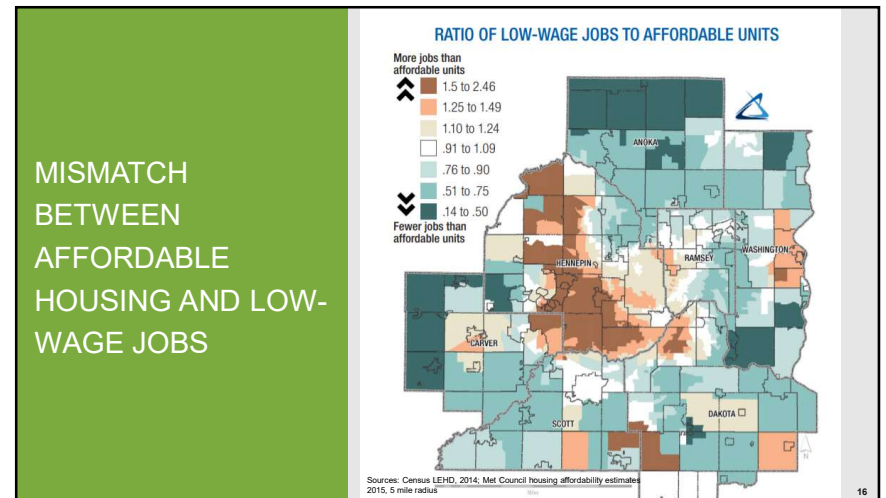 MISMATCH
BETWEEN
AFFORDABLE
HOUSING AND LOW-
WAGE JOBS
RATIO OF LOW-WAGE JOBS TO AFFORDABLE UNITS
More jobs than
affordable units
1.5 to 2.46
1.25 to 1.49
1.10 to 1.24
.91 to 1.09
.76 to .90
.51 to .75
.14 to .50
Fewer jobs than
affordable units
ANOKA
HENNEPIN
RAMSEY
WASHINGTON
CARVER
SCOTT
DAKOTA
N
Sources: Census LEHD, 2014; Met Council housing affordability estimates
2015, 5 mile radius
16